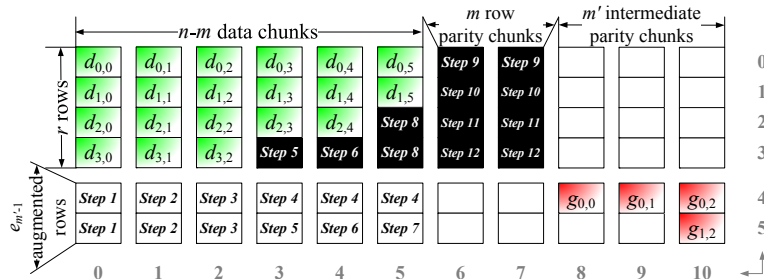 n-m data chunks
m row parity chunks
m′ intermediate parity chunks
r rows
d0,0 d0,1 d0,2 d0,3 d0,4 d0,5 Step 9 Step 9 0
d1,0 d1,1 d1,2 d1,3 d1,4 d1,5 Step 10 Step 10 1
d2,0 d2,1 d2,2 d2,3 d2,4 Step 8 Step 11 Step 11 2
d3,0 d3,1 d3,2 Step 5 Step 6 Step 8 Step 12 Step 12 3
em′-1 augmented rows
Step 1 Step 2 Step 3 Step 4 Step 4 Step 4 g0,0 g0,1 g0,2 4
Step 1 Step 2 Step 3 Step 5 Step 6 Step 7 g1,2 5
0 1 2 3 4 5 6 7 8 9 10